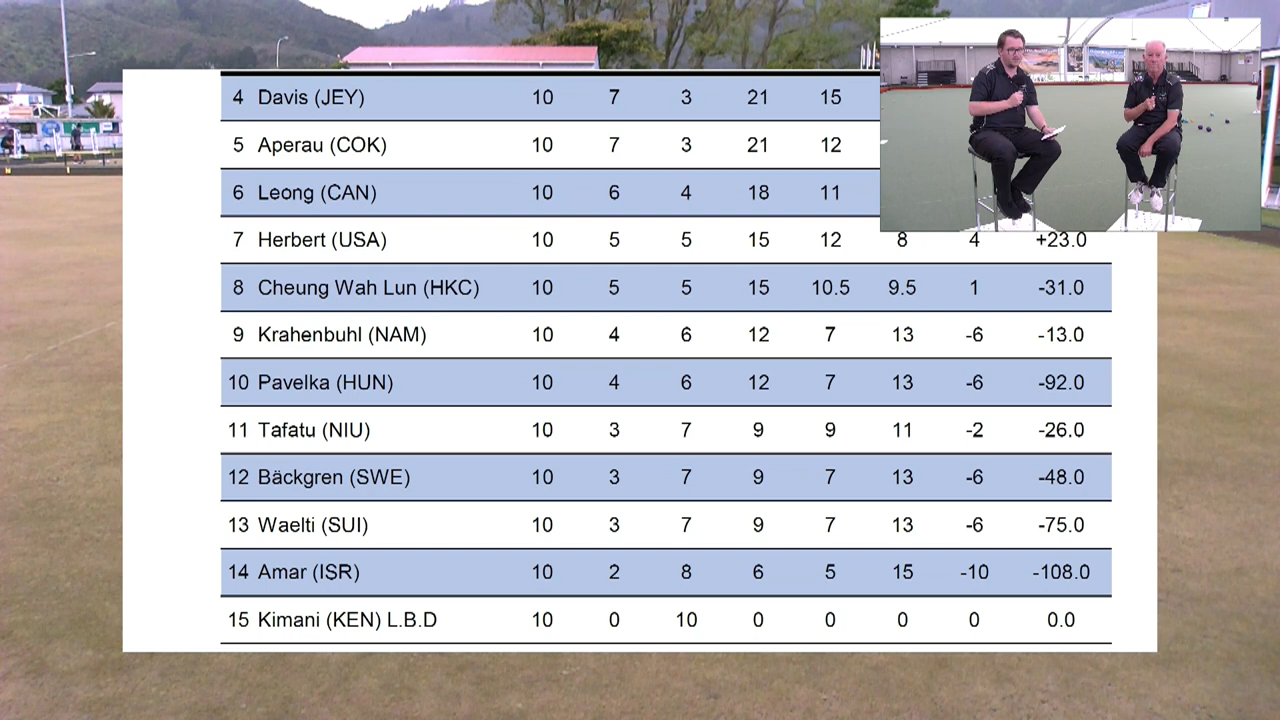 4 Davis (JEY) 10 7 3 21 15
5 Aperau (COK) 10 7 3 21 12
6 Leong (CAN) 10 6 4 18 11
7 Herbert (USA) 10 5 5 15 12 8 4 +23.0
8 Cheung Wah Lun (HKC) 10 5 5 15 10.5 9.5 1 -31.0
9 Krahenbuhl (NAM) 10 4 6 12 7 13 -6 -13.0
10 Pavelka (HUN) 10 4 6 12 7 13 -6 -92.0
11 Tafatu (NIU) 10 3 7 9 9 11 -2 -26.0
12 Bäckgren (SWE) 10 3 7 9 7 13 -6 -48.0
13 Waelti (SUI) 10 3 7 9 7 13 -6 -75.0
14 Amar (ISR) 10 2 8 6 5 15 -10 -108.0
15 Kimani (KEN) L.B.D 10 0 10 0 0 0 0 0.0